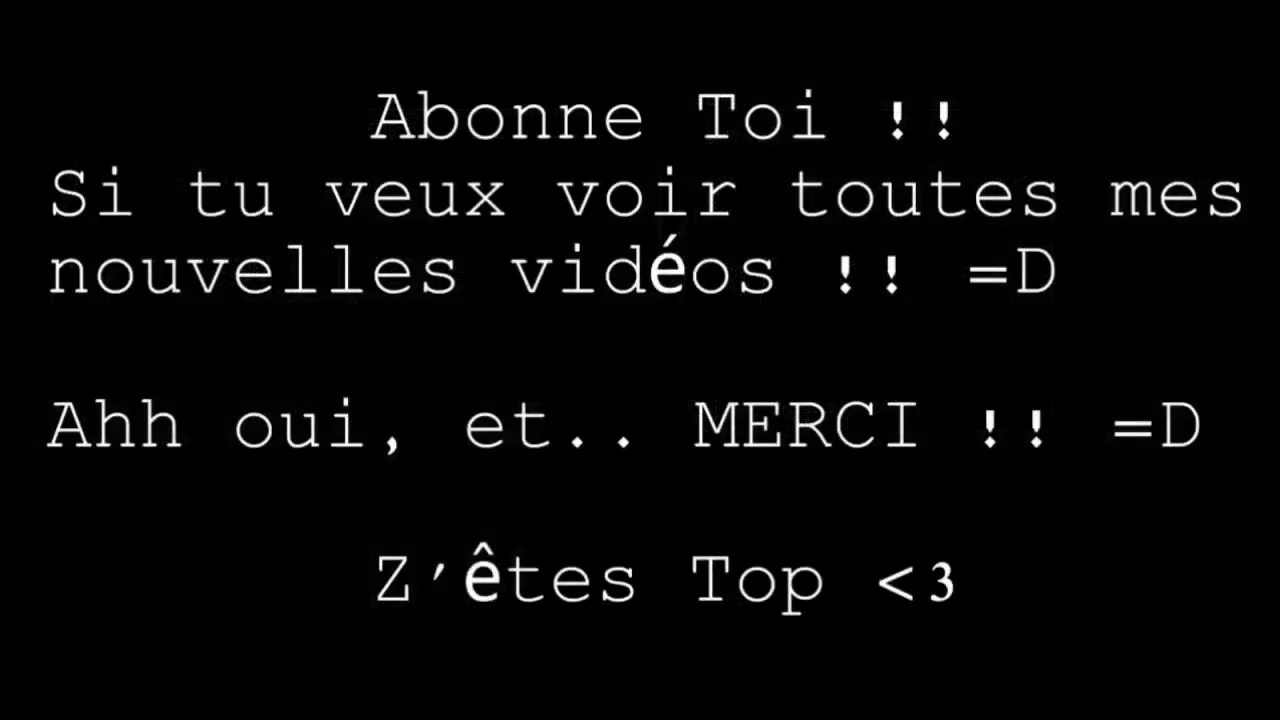 Abonne Toi !!
Si tu veux voir toutes mes
nouvelles vidéos !! =D
Ahh oui, et.. MERCI !! =D
Z'êtes Top <3